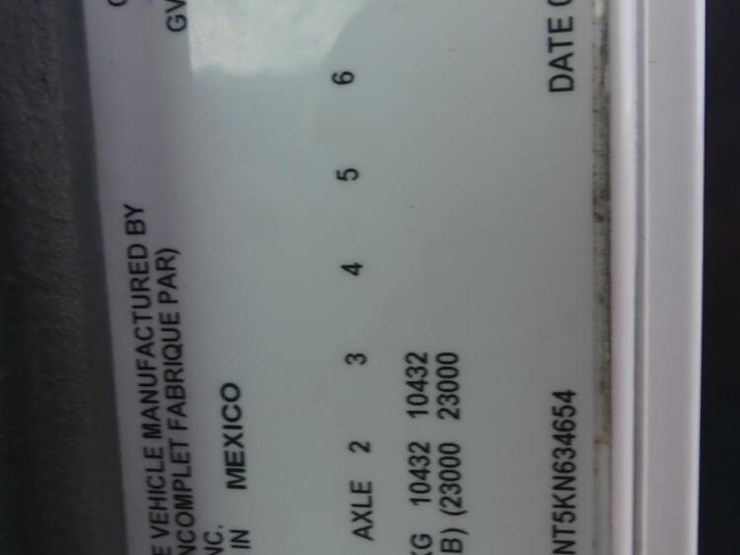 E VEHICLE MANUFACTURED BY
NCOMPLET FABRIQUE PAR)
GV
NC.
IN MEXICO
AXLE 2 3 4 5 6
KG 10432 10432
B) (23000 23000
NT5KN634654 DATE